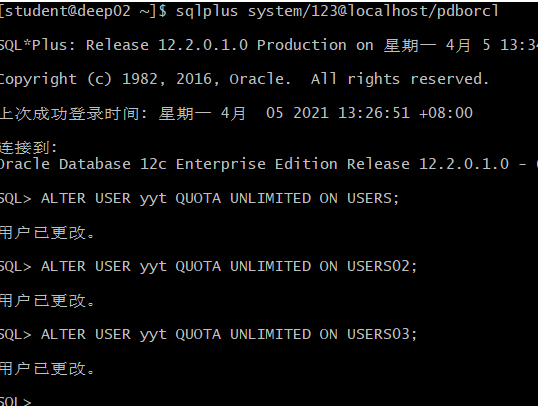 [student@deep02 ~]$ sqlplus system/123@localhost/pdborcl
SQL*Plus: Release 12.2.0.1.0 Production on 星期一 4月 5 13:34
Copyright (c) 1982, 2016, Oracle. All rights reserved.
上次成功登录时间: 星期一 4月 05 2021 13:26:51 +08:00
连接到:
Oracle Database 12c Enterprise Edition Release 12.2.0.1.0 -
SQL> ALTER USER yyt QUOTA UNLIMITED ON USERS;
用户已更改。
SQL> ALTER USER yyt QUOTA UNLIMITED ON USERS02;
用户已更改。
SQL> ALTER USER yyt QUOTA UNLIMITED ON USERS03;
用户已更改。
SQL>